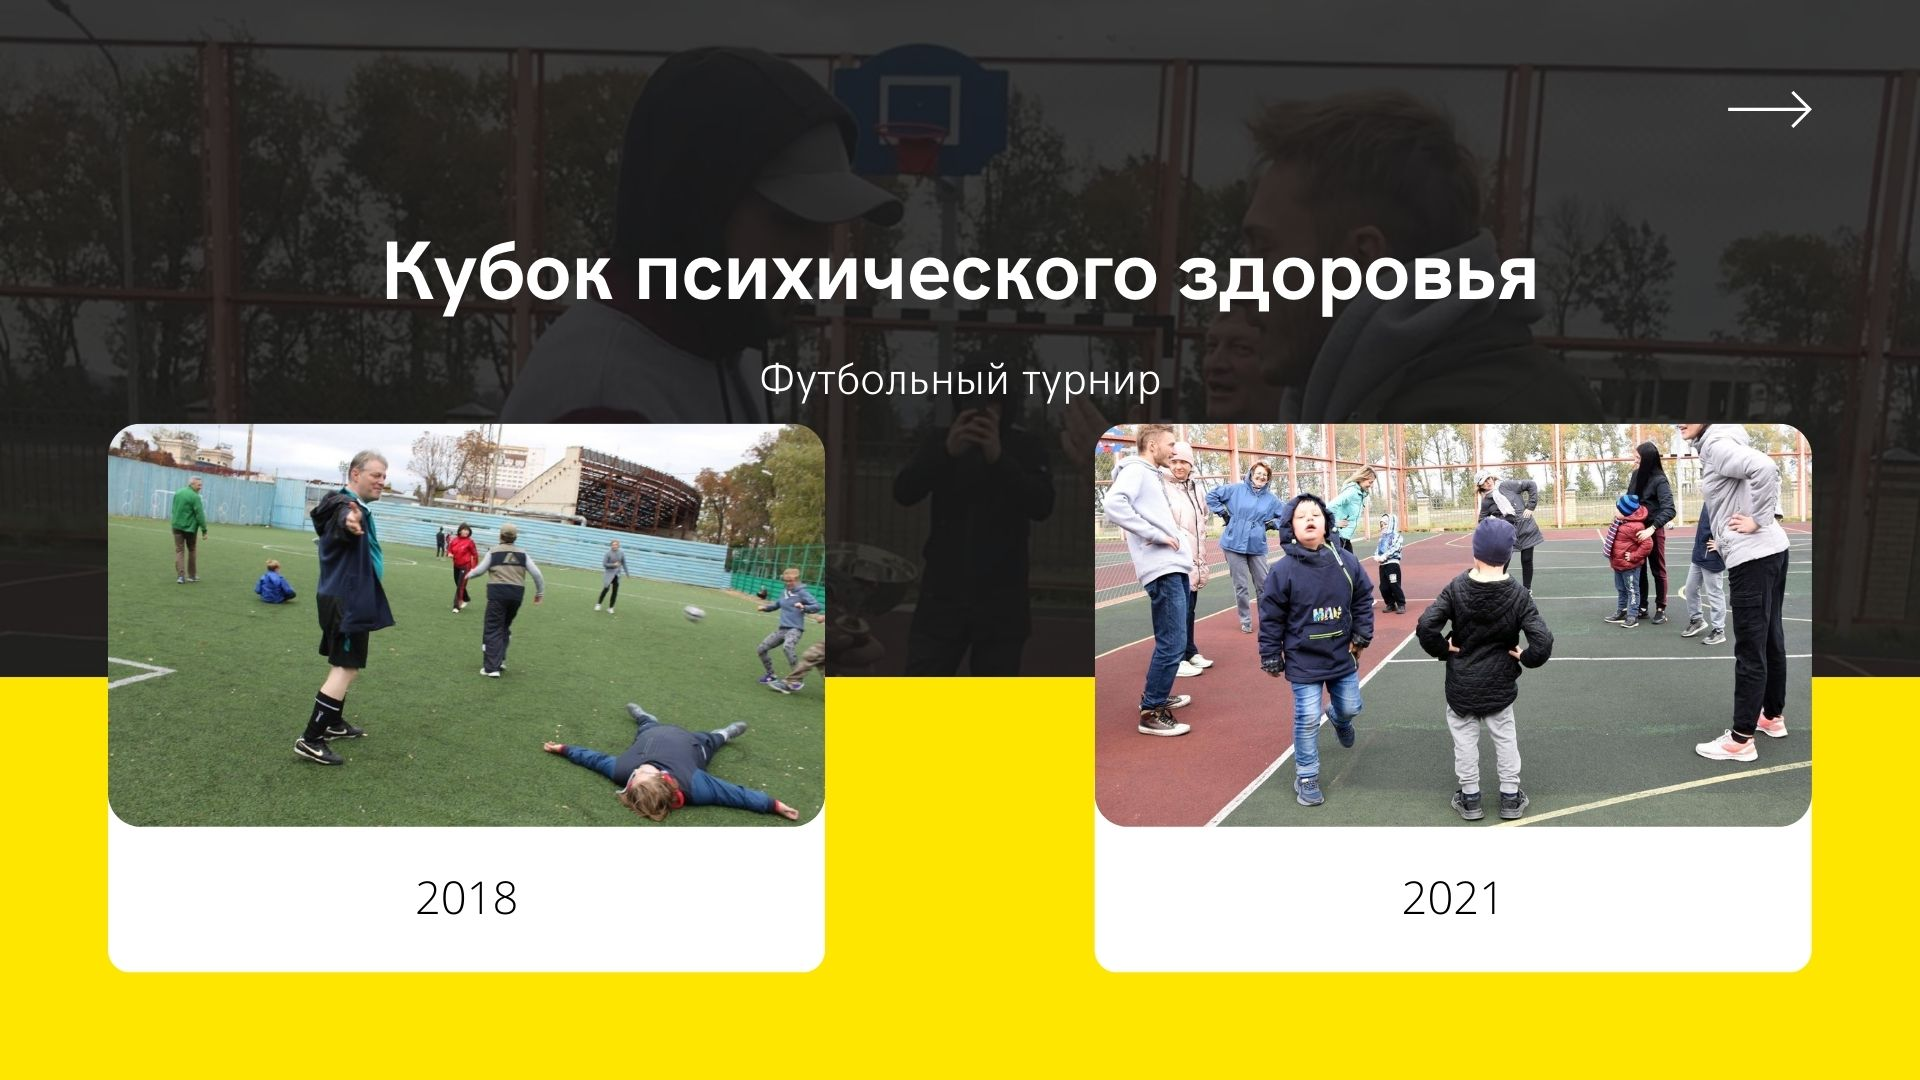 Кубок психического здоровья
Футбольный турнир
2018
2021